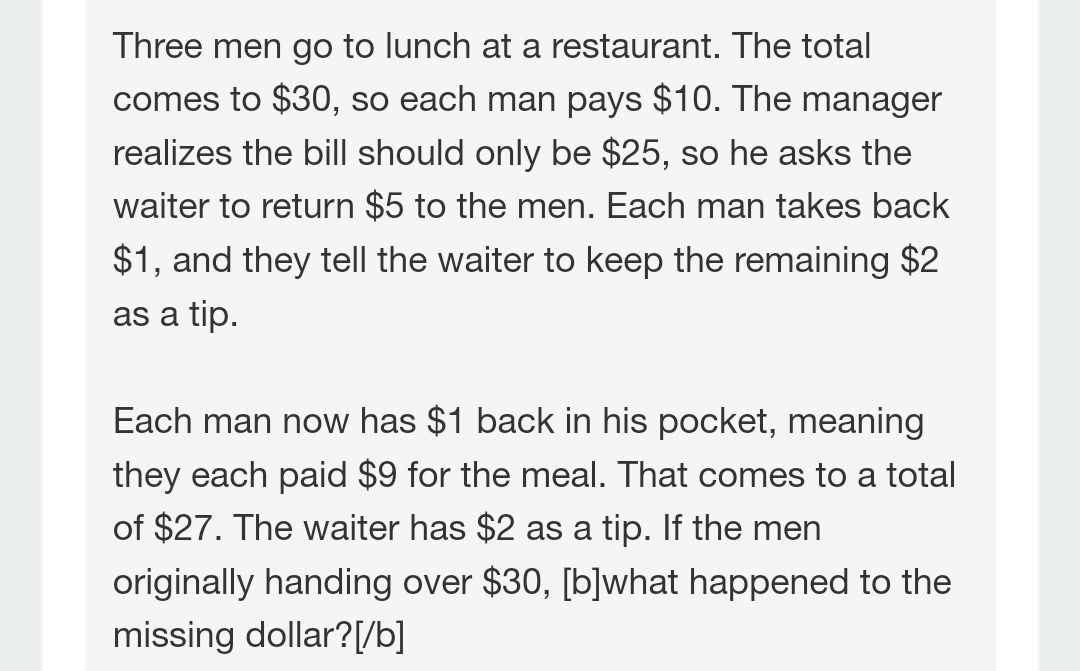 Three men go to lunch at a restaurant. The total
comes to $30, so each man pays $10. The manager
realizes the bill should only be $25, so he asks the
waiter to return $5 to the men. Each man takes back
$1, and they tell the waiter to keep the remaining $2
as a tip.
Each man now has $1 back in his pocket, meaning
they each paid $9 for the meal. That comes to a total
of $27. The waiter has $2 as a tip. If the men
originally handing over $30, [b]what happened to the
missing dollar?[/b]